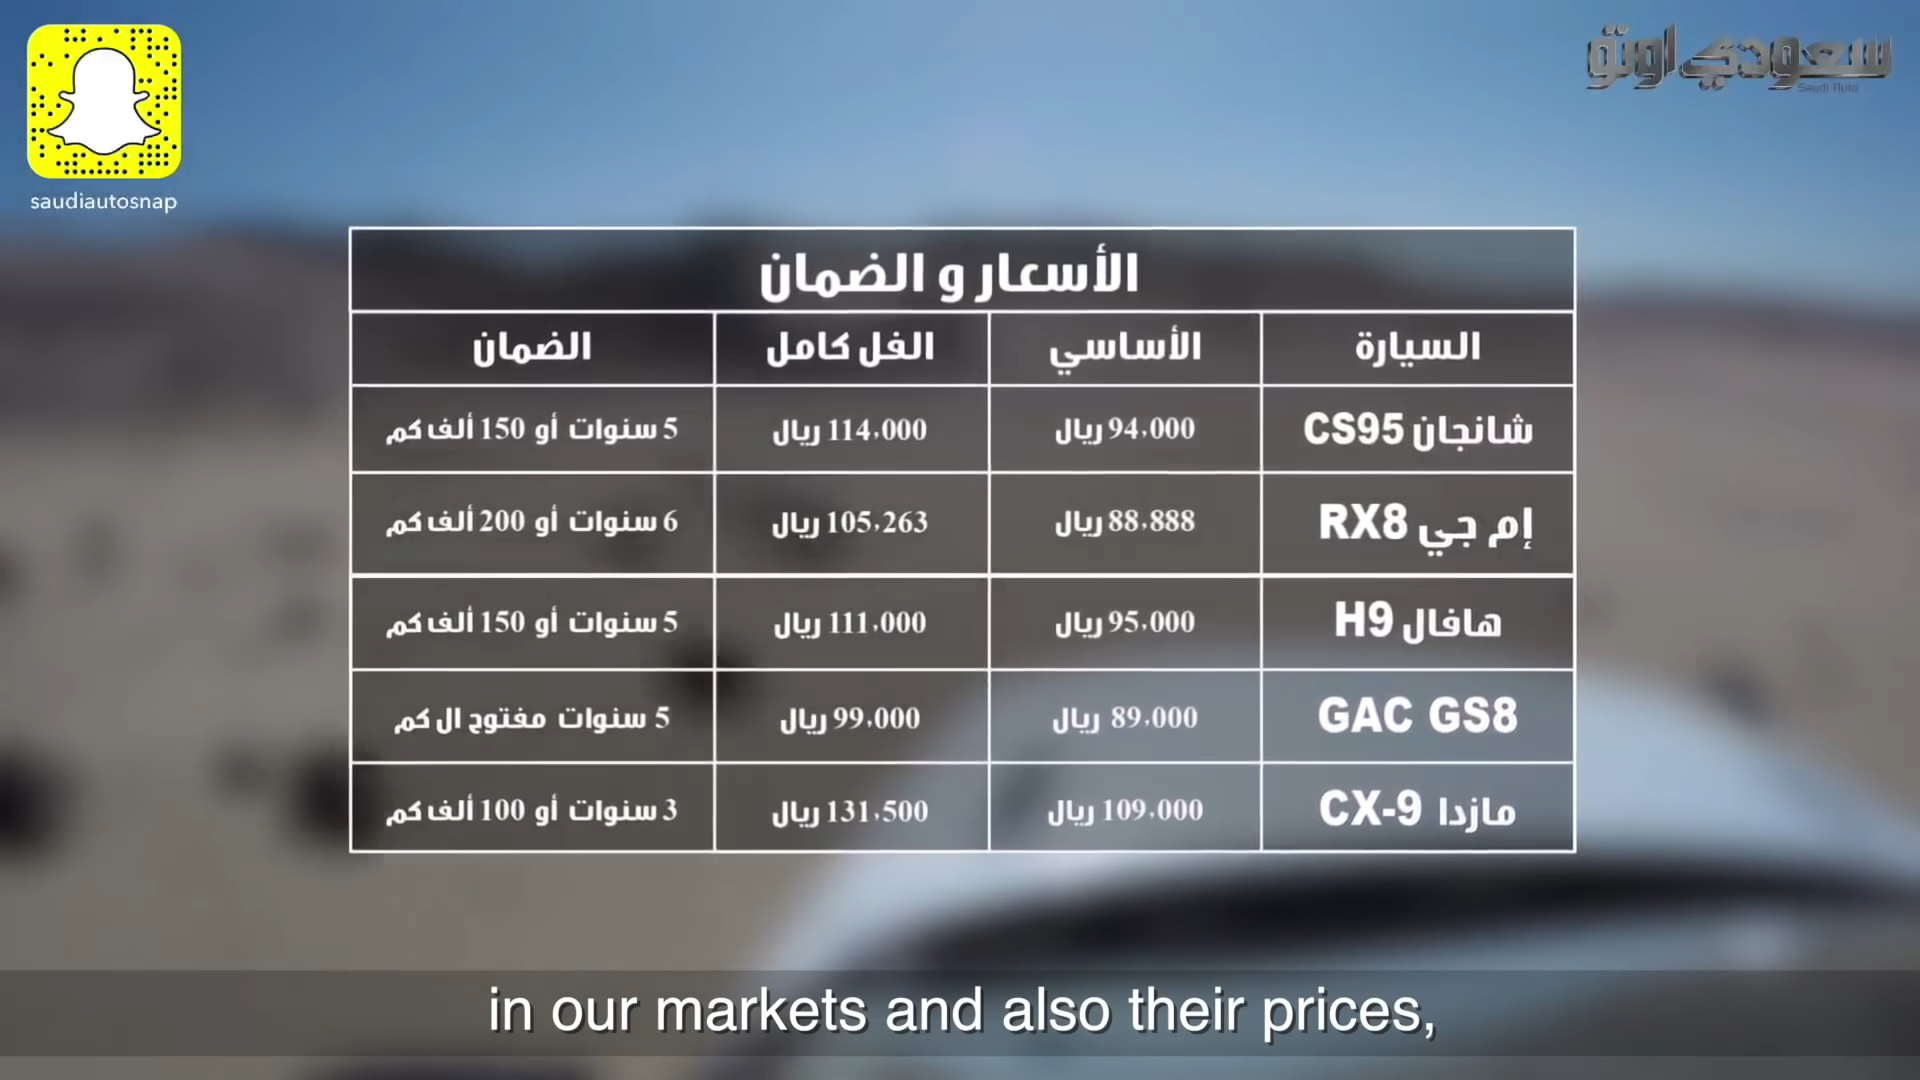 سعودي اوتو
Saudi Auto
saudiautosnap
الأسعار و الضمان
السيارة الأساسي الفل كامل الضمان
شانجان CS95 94,000 ريال 114,000 ريال 5 سنوات أو 150 ألف كم
إم جي RX8 88,888 ريال 105,263 ريال 6 سنوات أو 200 ألف كم
هافال H9 95,000 ريال 111,000 ريال 5 سنوات أو 150 ألف كم
GAC GS8 89,000 ريال 99,000 ريال 5 سنوات مفتوح ال كم
مازدا CX-9 109,000 ريال 131,500 ريال 3 سنوات أو 100 ألف كم
in our markets and also their prices,